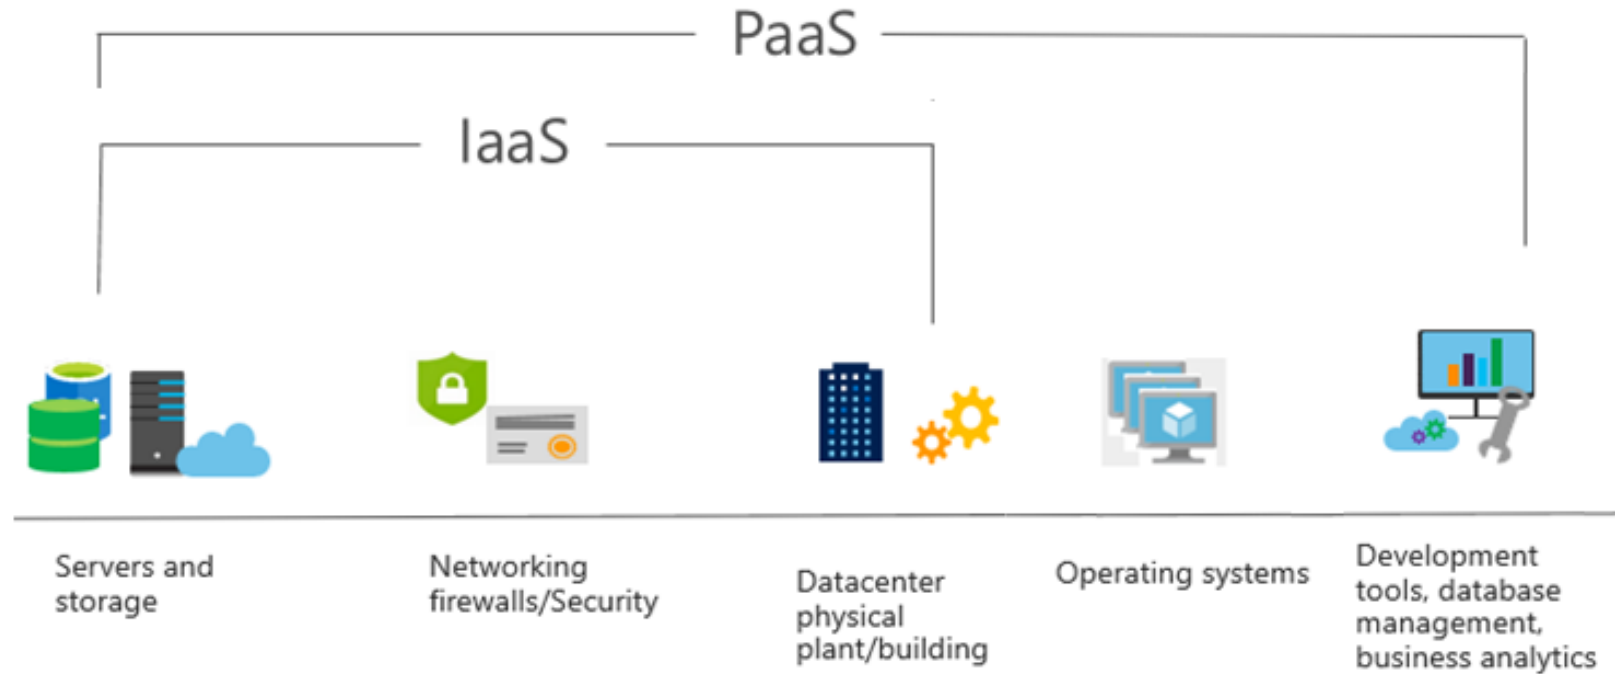 PaaS
IaaS
Servers and
storage
Networking
firewalls/Security
Datacenter
physical
plant/building
Operating systems
Development
tools, database
management,
business analytics